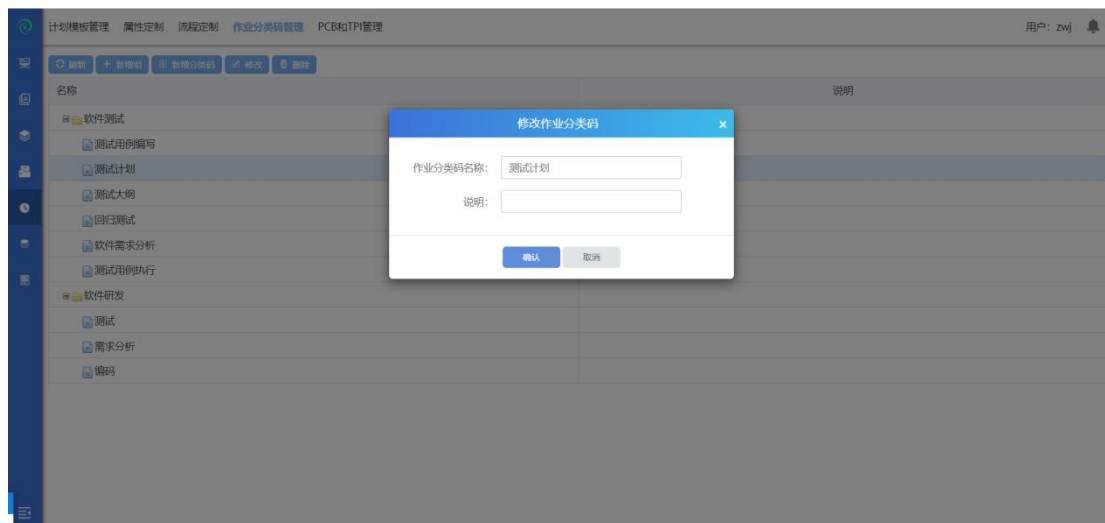 计划模板管理 属性定制 流程定制 作业分类码管理 PCB和TPI管理 用户：zwj
刷新 新增组 新增分类码 修改 删除
名称 说明
软件测试
测试用例编写
测试计划
测试大纲
回归测试
软件需求分析
测试用例执行
软件研发
测试
需求分析
编码
修改作业分类码 ×
作业分类码名称： 测试计划
说明：
确认 取消